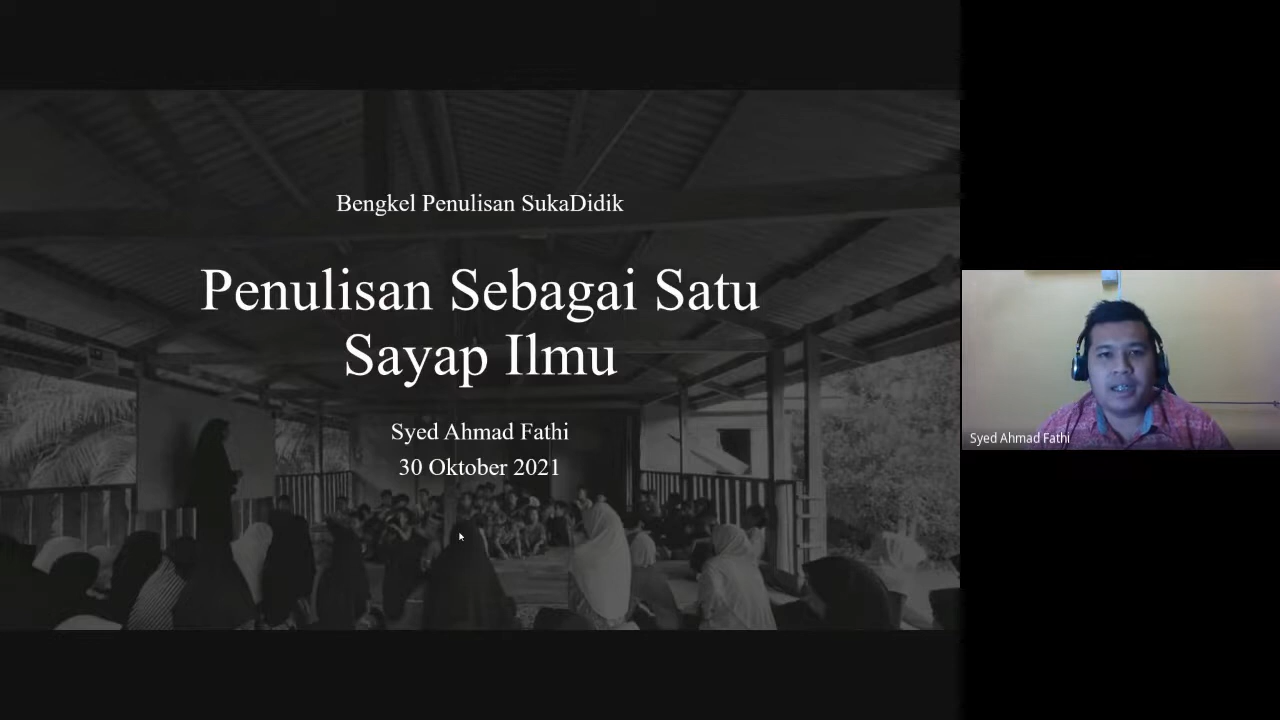 Bengkel Penulisan SukaDidik
Penulisan Sebagai Satu
Sayap Ilmu
Syed Ahmad Fathi
30 Oktober 2021
Syed Ahmad Fathi